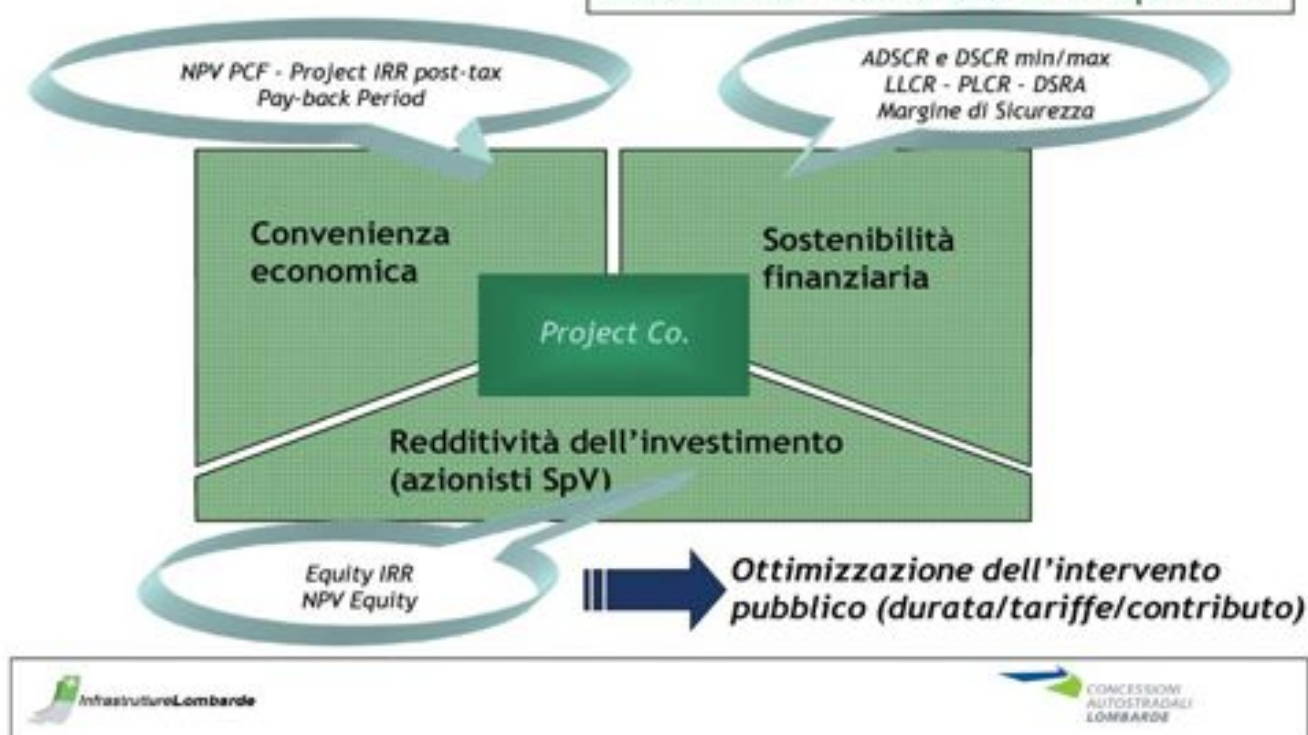 NPV PCF - Project IRR post-tax
Pay-back Period
ADSCR e DSCR min/max
LLCR - PLCR - DSRA
Margine di Sicurezza
Convenienza
economica
Sostenibilità
finanziaria
Project Co.
Redditività dell'investimento
(azionisti SpV)
Equity IRR
NPV Equity
Ottimizzazione dell'intervento
pubblico (durata/tariffe/contributo)
InfrastruttureLombarde
CONCESSIONI
AUTOSTRADALI
LOMBARDE